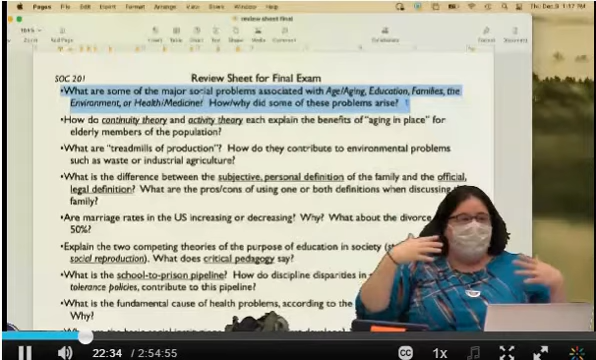 Pages File Edit Insert Format Arrange View Window Help
Thu Dec 9 1:17 PM
review sheet final
SOC 201
Review Sheet for Final Exam
•What are some of the major social problems associated with Age/Aging, Education, Families, the
Environment, or Health/Medicine? How/why did some of these problems arise?
•How do continuity theory and activity theory each explain the benefits of "aging in place" for
elderly members of the population?
•What are "treadmills of production"? How do they contribute to environmental problems
such as waste or industrial agriculture?
•What is the difference between the subjective, personal definition of the family and the official,
legal definition? What are the pros/cons of using one or both definitions when discussing
family?
•Are marriage rates in the US increasing or decreasing? Why? What about the divorce
50%?
•Explain the two competing theories of the purpose of education in society
social reproduction). What does critical pedagogy say?
•What is the school-to-prison pipeline? How do discipline disparities in
tolerance policies, contribute to this pipeline?
•What is the fundamental cause of health problems, according to the
Why?
22:34 / 2:54:55
CC
1x